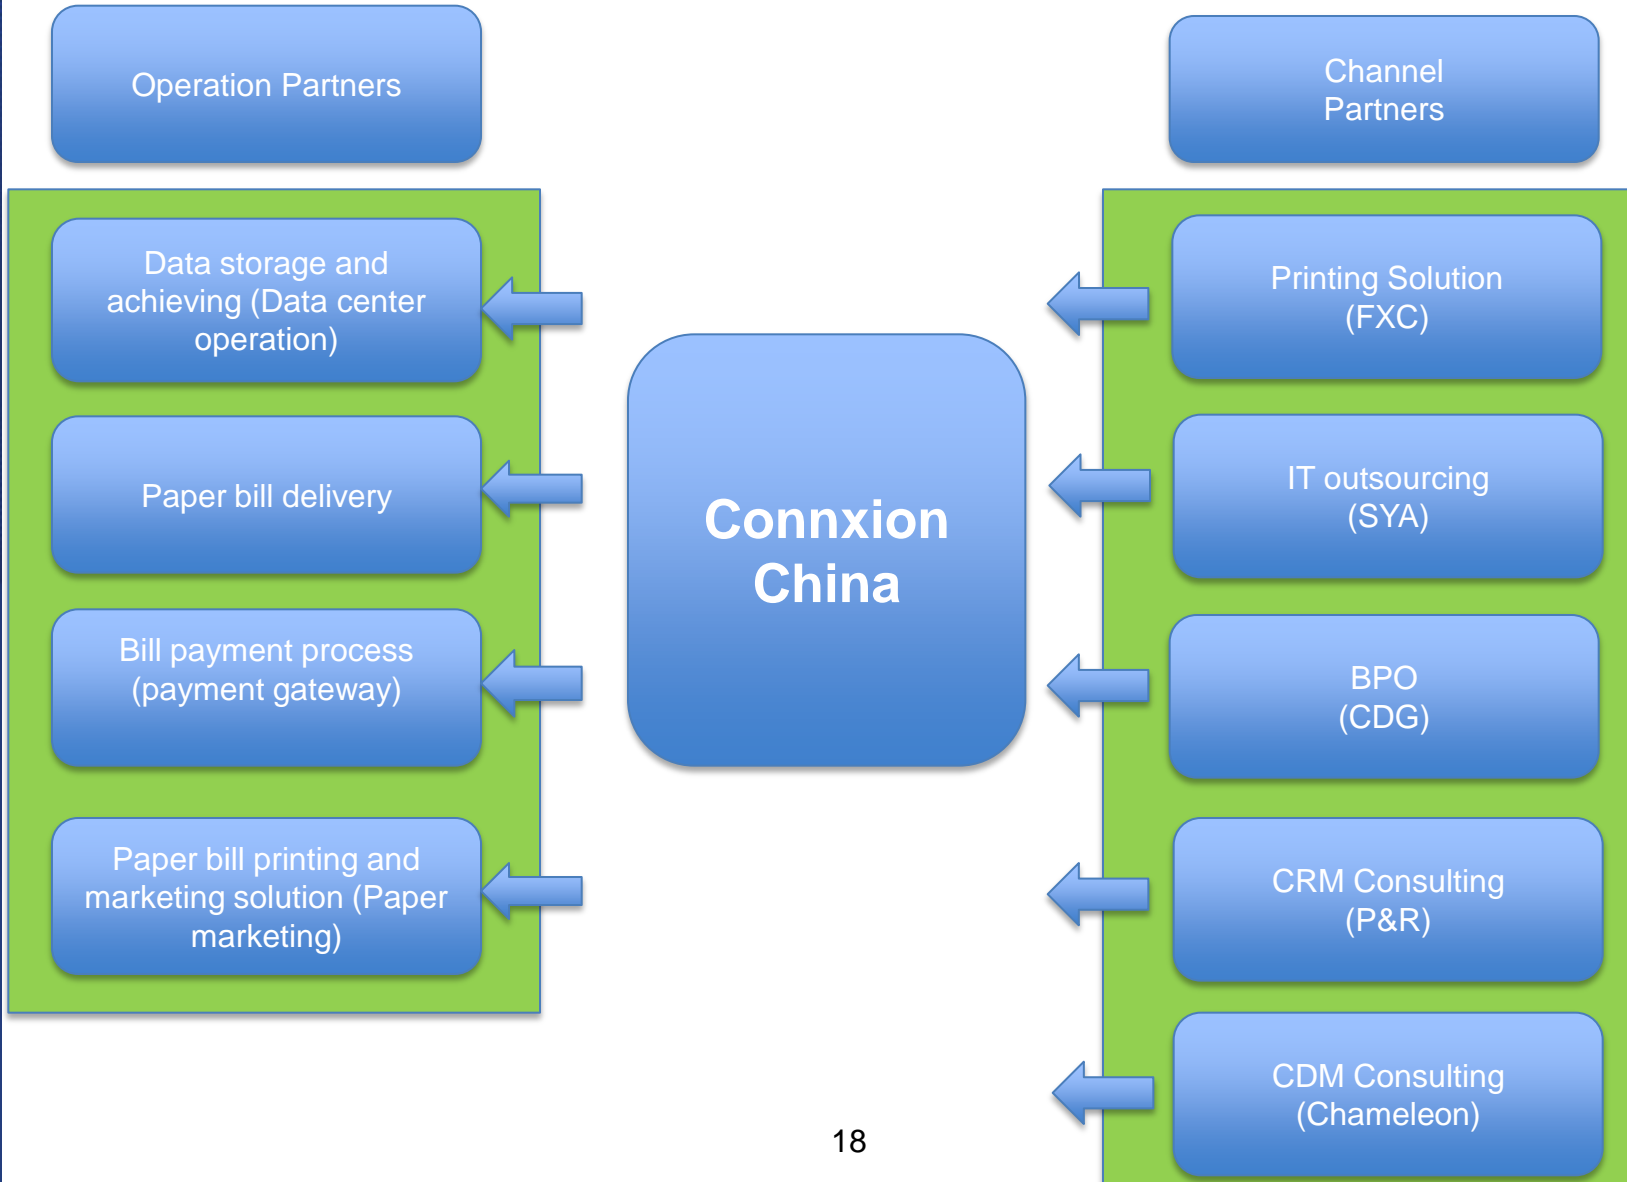 Operation Partners
Channel
Partners
Data storage and
achieving (Data center
operation)
Paper bill delivery
Bill payment process
(payment gateway)
Paper bill printing and
marketing solution (Paper
marketing)
Connxion
China
Printing Solution
(FXC)
IT outsourcing
(SYA)
BPO
(CDG)
CRM Consulting
(P&R)
CDM Consulting
(Chameleon)
18